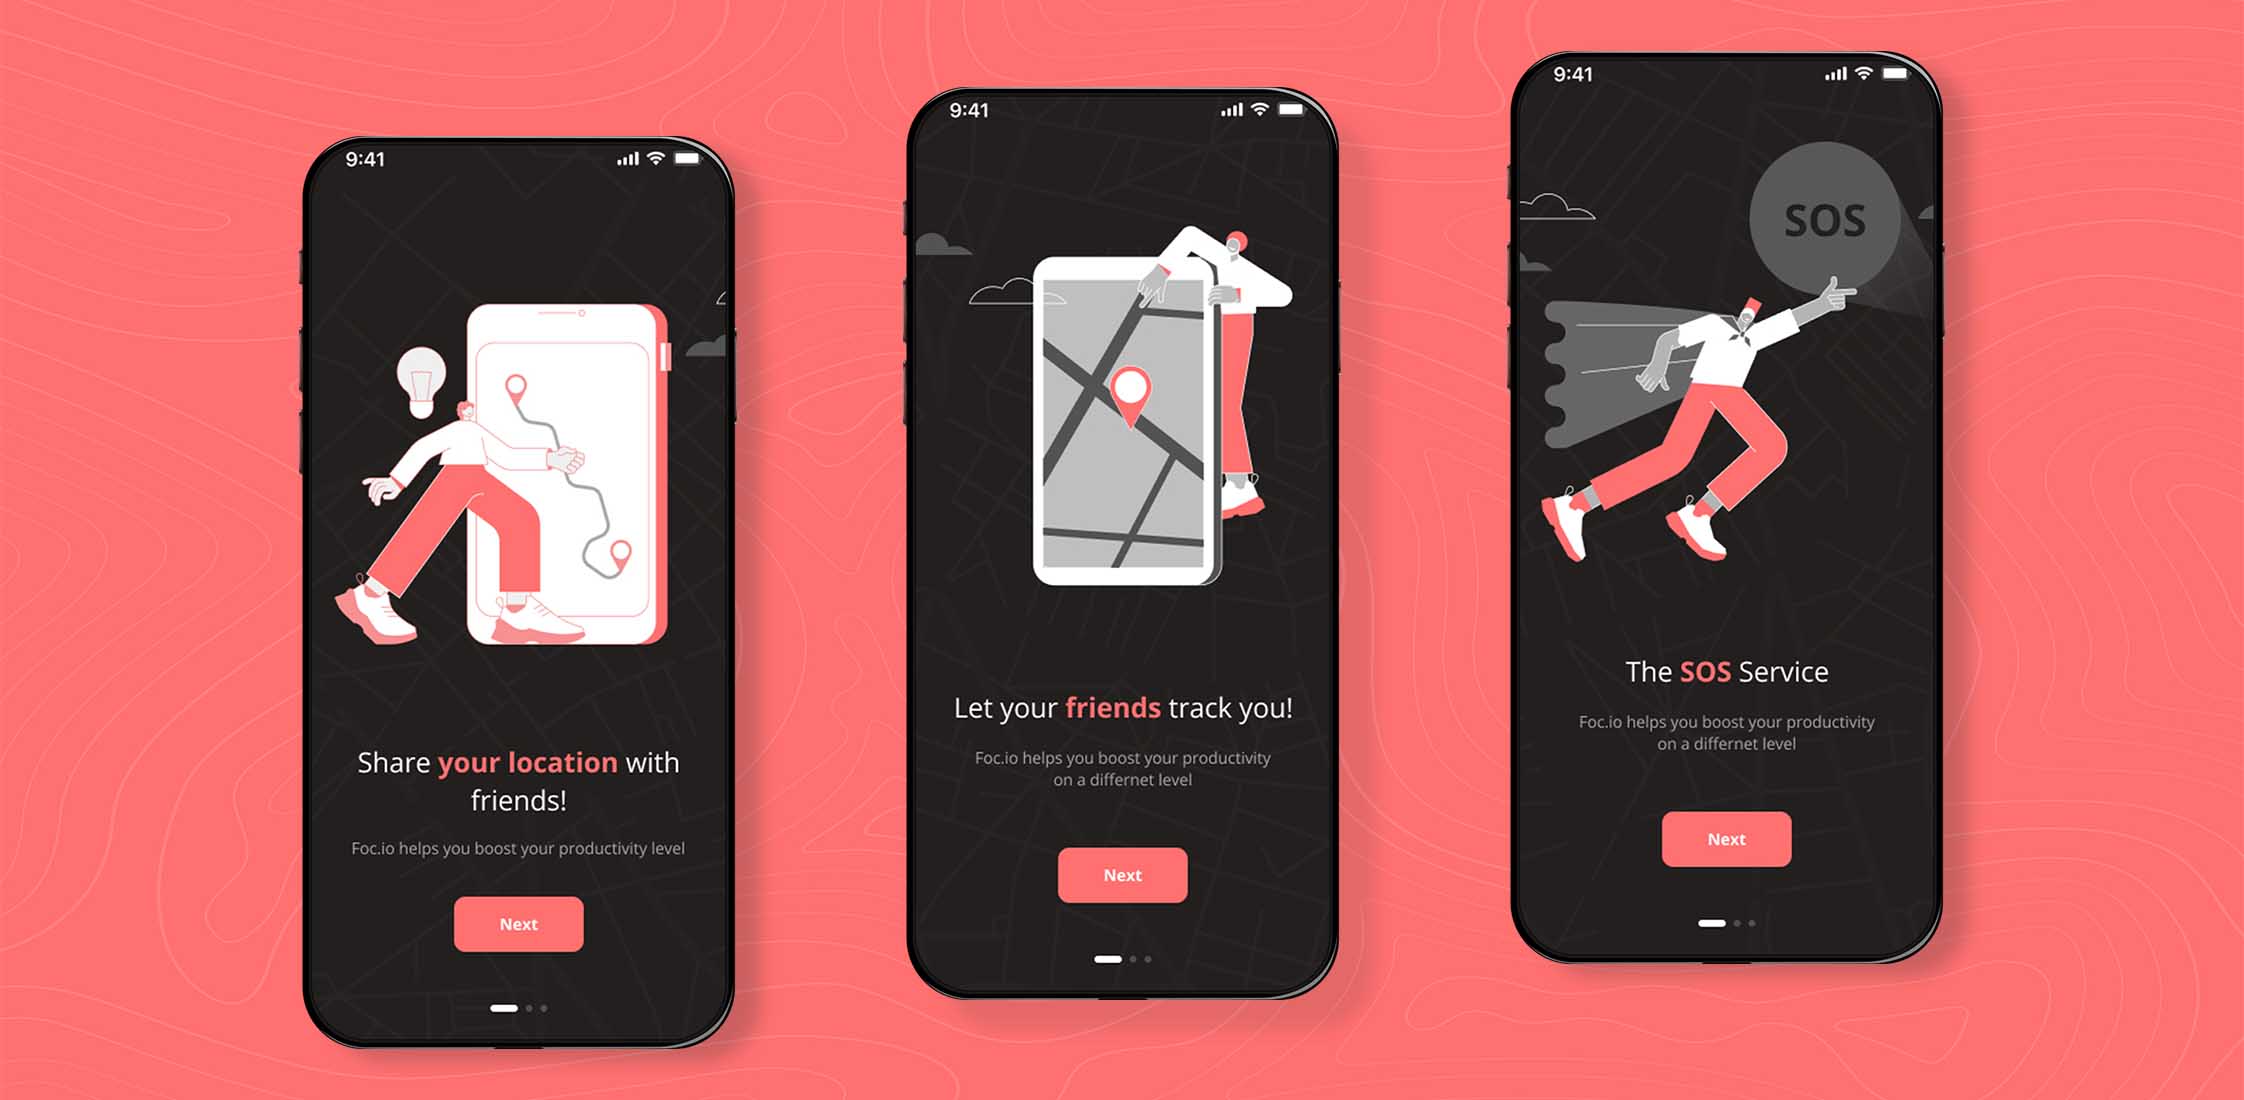 9:41
Share your location with
friends!
Foc.io helps you boost your productivity level
Next
9:41
Let your friends track you!
Foc.io helps you boost your productivity
on a differnet level
Next
9:41
SOS
The SOS Service
Foc.io helps you boost your productivity
on a differnet level
Next